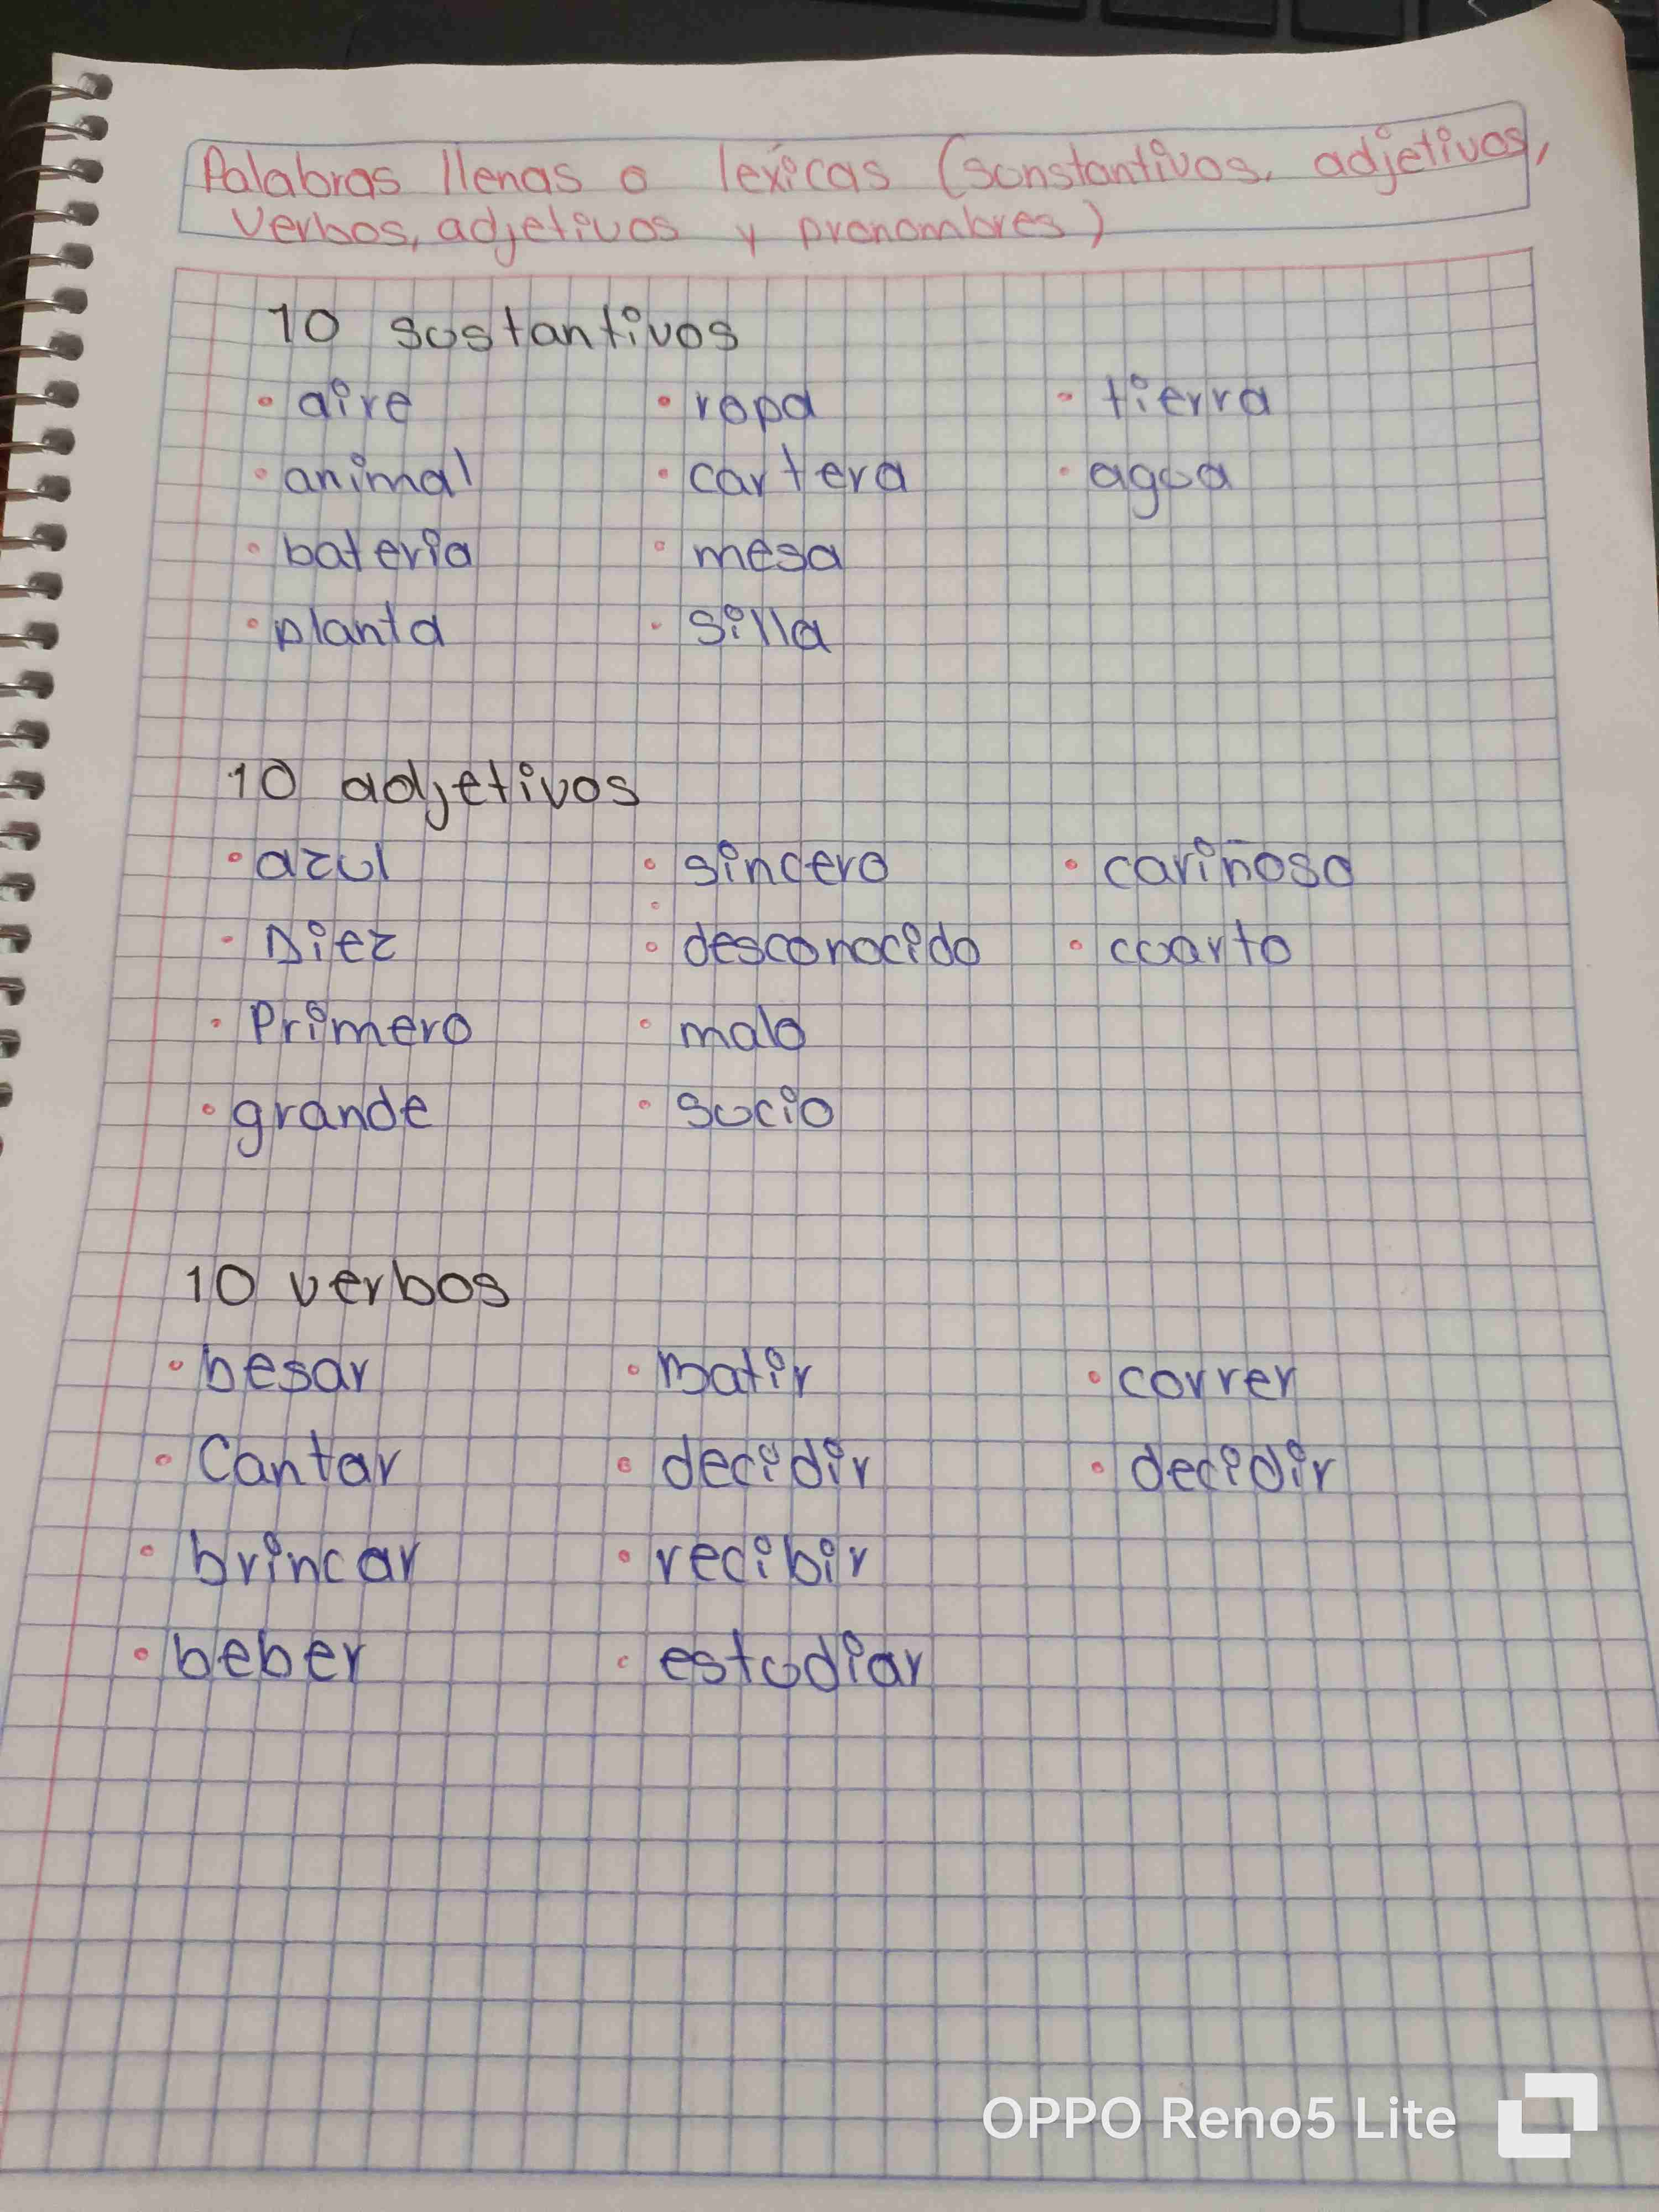 Palabras llenas o lexicas (sonstantivos, adjetivos,
Verbos, adjetivos y pronombres)
10 sustantivos
• aire • ropa • tierra
• animal • cartera • agua
• bateria • mesa
• planta • silla
10 adjetivos
• azul • sincero • cariñoso
• Diez • desconocido • cuarto
• Primero • malo
• grande • sucio
10 verbos
• besar • Batir • correr
• Cantar • decidir • decidir
• brincar • recibir
• beber • estudiar
OPPO Reno5 Lite